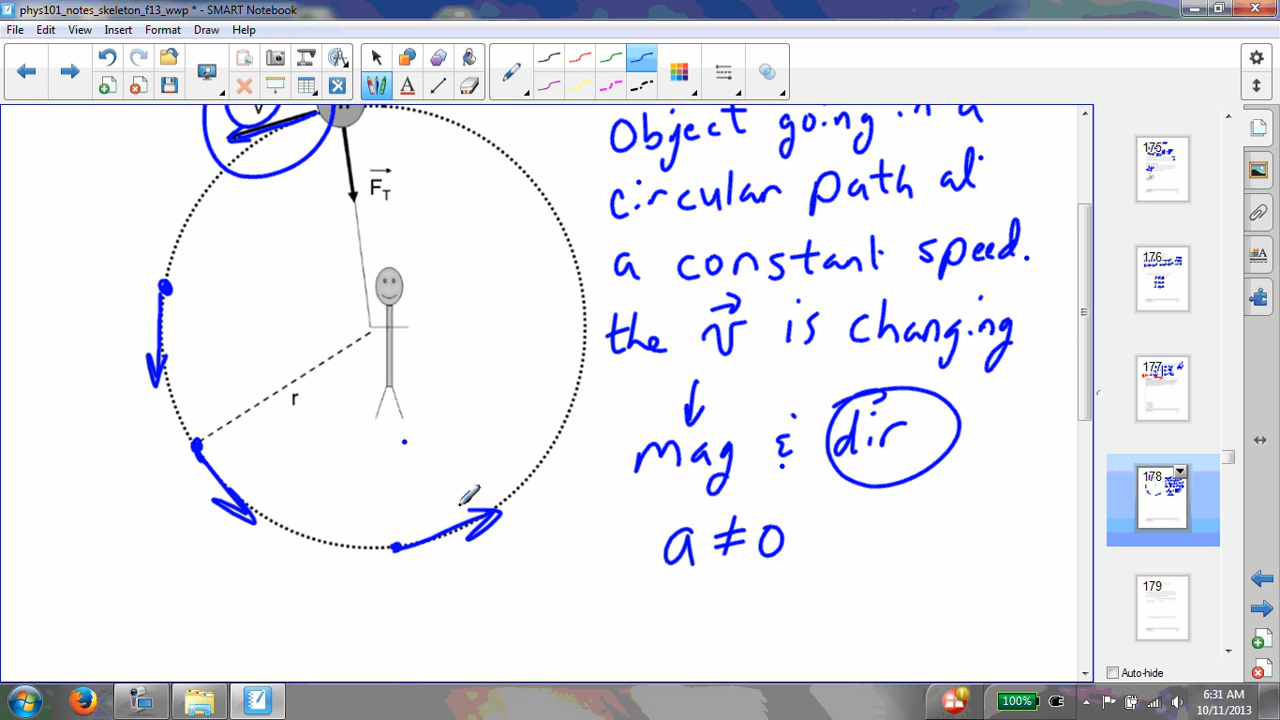 phys101_notes_skeleton_f13_wwp * - SMART Notebook
File Edit View Insert Format Draw Help
v
F_T
r
Object going in a
circular path at
a constant speed.
the v is changing
mag & dir
a ≠ 0
175
176
177
178
179
Auto-hide
100%
6:31 AM
10/11/2013